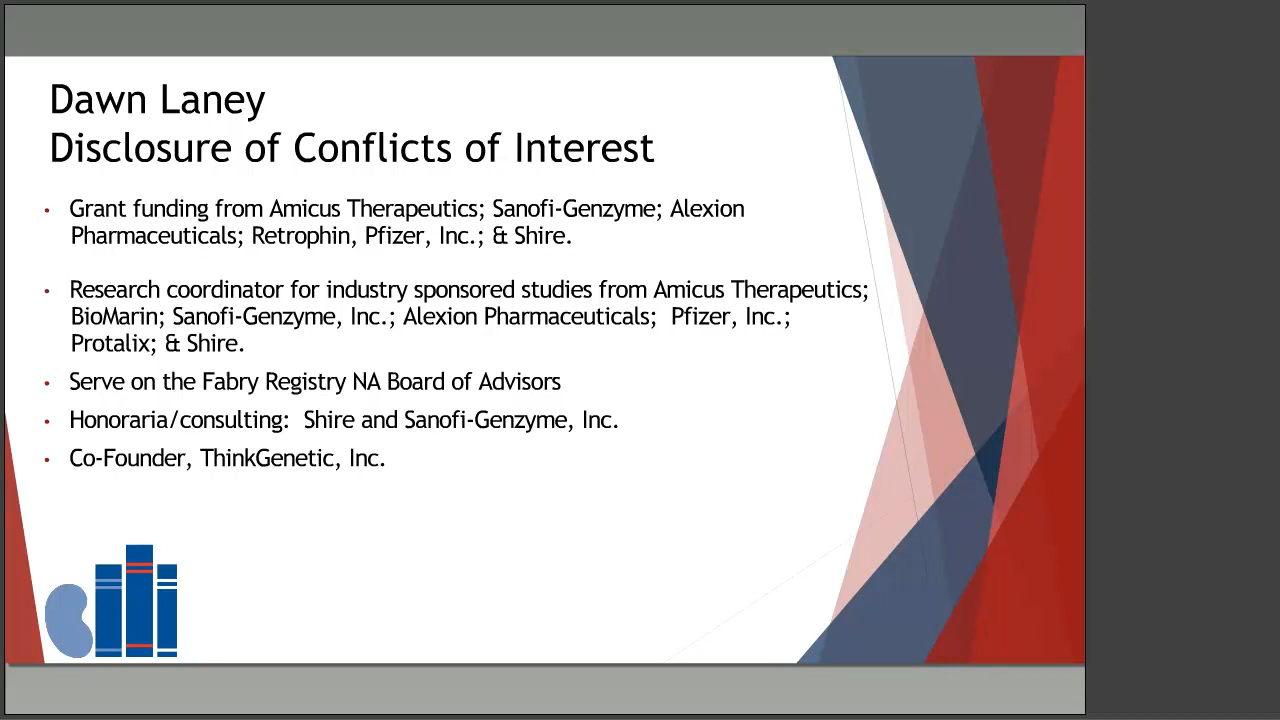 Dawn Laney
Disclosure of Conflicts of Interest
• Grant funding from Amicus Therapeutics; Sanofi-Genzyme; Alexion
Pharmaceuticals; Retrophin, Pfizer, Inc.; & Shire.
• Research coordinator for industry sponsored studies from Amicus Therapeutics;
BioMarin; Sanofi-Genzyme, Inc.; Alexion Pharmaceuticals;  Pfizer, Inc.;
Protalix; & Shire.
• Serve on the Fabry Registry NA Board of Advisors
• Honoraria/consulting:  Shire and Sanofi-Genzyme, Inc.
• Co-Founder, ThinkGenetic, Inc.